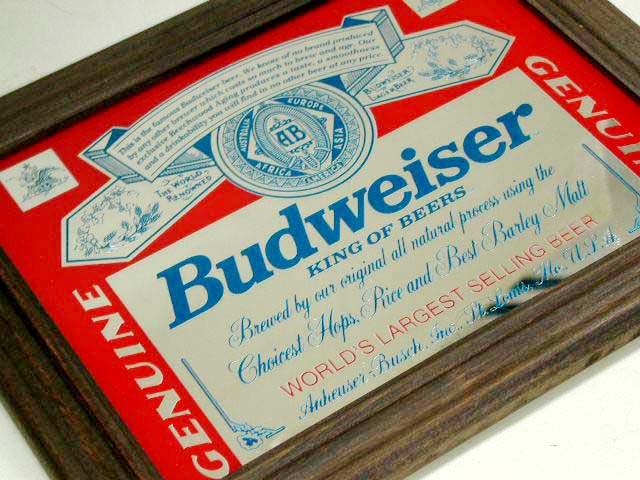 This is the famous Budweiser beer. We know of no brand produced
by any other brewer which costs so much to brew and age. Our
exclusive Beechwood Aging produces a taste, a smoothness
and a drinkability you will find in no other beer at any price.
THE WORLD
RENOWNED
BUDWEISER
LAGER BEER
EUROPE
AUSTRALIA
ASIA
AFRICA
AMERICA
AB
GENUINE
GENUIN
Budweiser
KING OF BEERS
Brewed by our original all natural process using the
Choicest Hops, Rice and Best Barley Malt
WORLD'S LARGEST SELLING BEER
Anheuser-Busch, Inc., St. Louis, Mo., U.S.A.